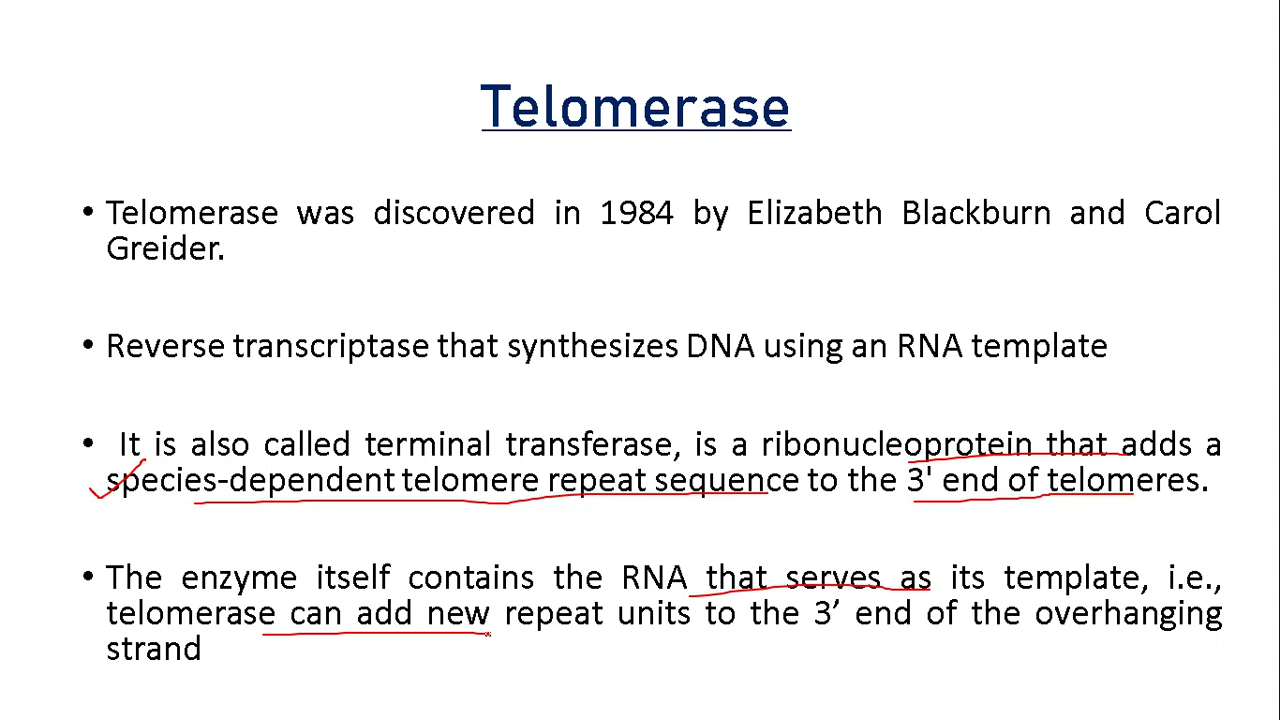 Telomerase
• Telomerase was discovered in 1984 by Elizabeth Blackburn and Carol
Greider.
• Reverse transcriptase that synthesizes DNA using an RNA template
• It is also called terminal transferase, is a ribonucleoprotein that adds a
species-dependent telomere repeat sequence to the 3' end of telomeres.
• The enzyme itself contains the RNA that serves as its template, i.e.,
telomerase can add new repeat units to the 3’ end of the overhanging
strand